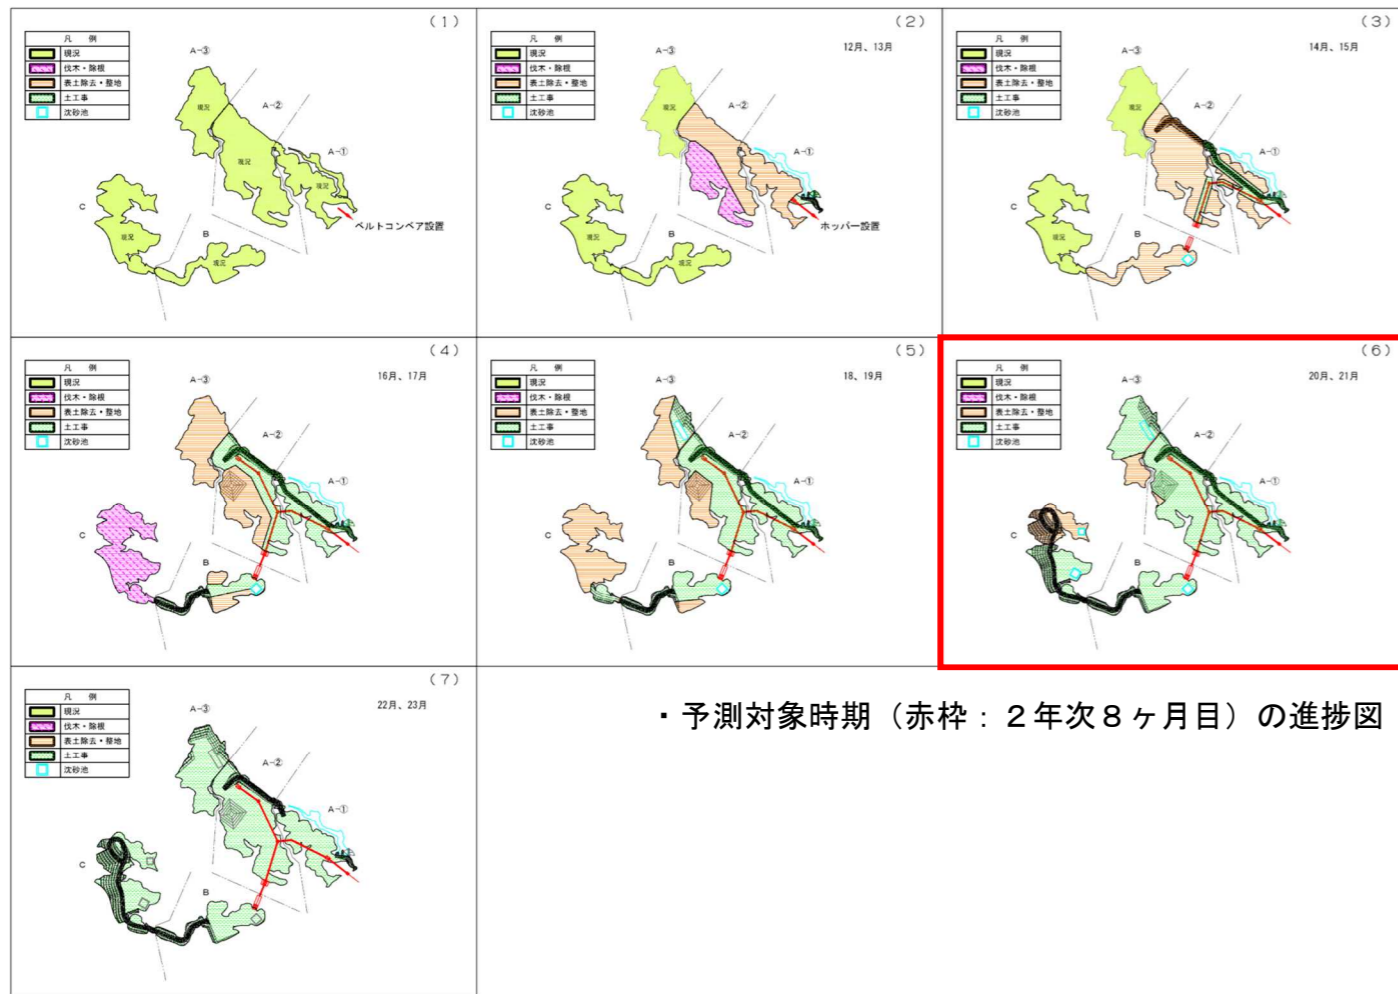 (1)
凡 例
現況
伐木・除根
表土除去・整地
土工事
沈砂池
A-③
A-②
A-①
現況
現況
現況
C
現況
B
現況
ベルトコンベア設置
(2)
12月、13月
凡 例
現況
伐木・除根
表土除去・整地
土工事
沈砂池
A-③
A-②
A-①
現況
C
現況
B
現況
ホッパー設置
(3)
14月、15月
凡 例
現況
伐木・除根
表土除去・整地
土工事
沈砂池
A-③
A-②
A-①
現況
C
現況
B
(4)
16月、17月
凡 例
現況
伐木・除根
表土除去・整地
土工事
沈砂池
A-③
A-②
A-①
C
B
(5)
18、19月
凡 例
現況
伐木・除根
表土除去・整地
土工事
沈砂池
A-③
A-②
A-①
C
B
(6)
20月、21月
凡 例
現況
伐木・除根
表土除去・整地
土工事
沈砂池
A-③
A-②
A-①
C
B
(7)
22月、23月
凡 例
現況
伐木・除根
表土除去・整地
土工事
沈砂池
A-③
A-②
A-①
C
B
・予測対象時期（赤枠：２年次８ヶ月目）の進捗図